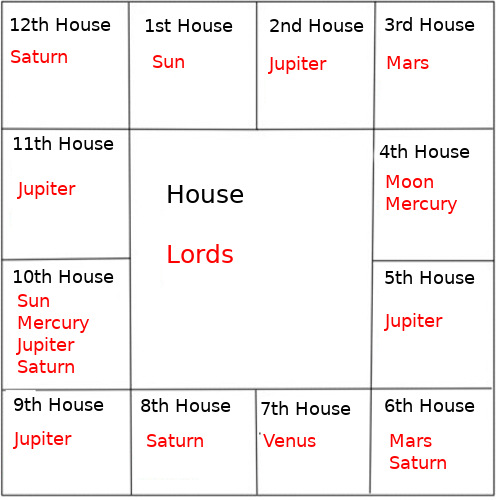 12th House
Saturn
1st House
Sun
2nd House
Jupiter
3rd House
Mars
11th House
Jupiter
House
Lords
4th House
Moon
Mercury
10th House
Sun
Mercury
Jupiter
Saturn
5th House
Jupiter
9th House
Jupiter
8th House
Saturn
7th House
Venus
6th House
Mars
Saturn